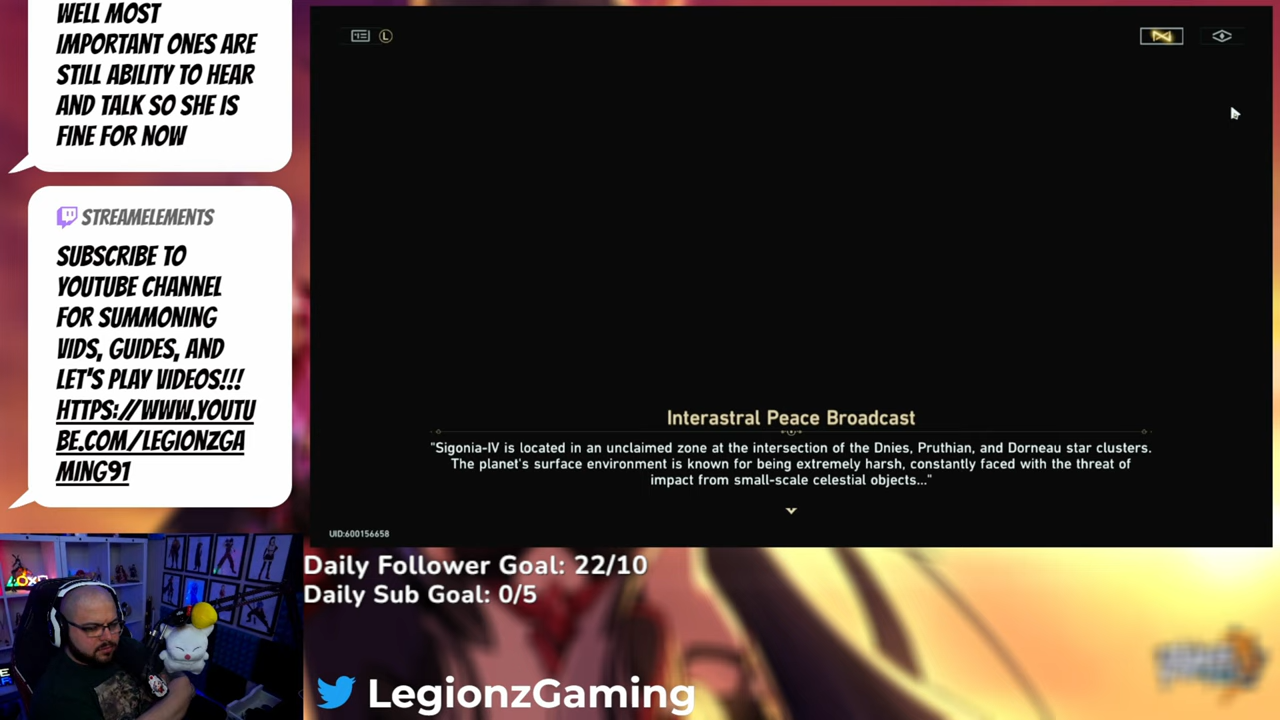 WELL MOST
IMPORTANT ONES ARE
STILL ABILITY TO HEAR
AND TALK SO SHE IS
FINE FOR NOW
STREAMELEMENTS
SUBSCRIBE TO
YOUTUBE CHANNEL
FOR SUMMONING
VIDS, GUIDES, AND
LET'S PLAY VIDEOS!!!
HTTPS://WWW.YOUTU
BE.COM/LEGIONZGA
MING91
L
Interastral Peace Broadcast
"Sigonia-IV is located in an unclaimed zone at the intersection of the Dnies, Pruthian, and Dorneau star clusters.
The planet's surface environment is known for being extremely harsh, constantly faced with the threat of
impact from small-scale celestial objects..."
UID:600156658
Daily Follower Goal: 22/10
Daily Sub Goal: 0/5
LegionzGaming